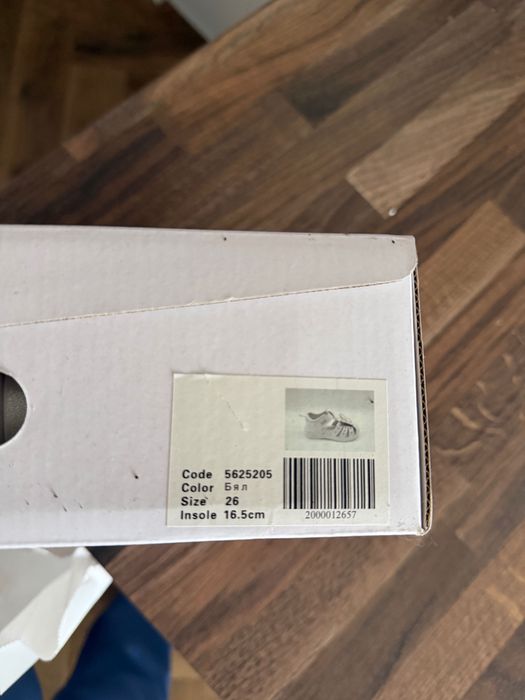 Code 5625205
Color Бял
Size 26
Insole 16.5cm
2000012657